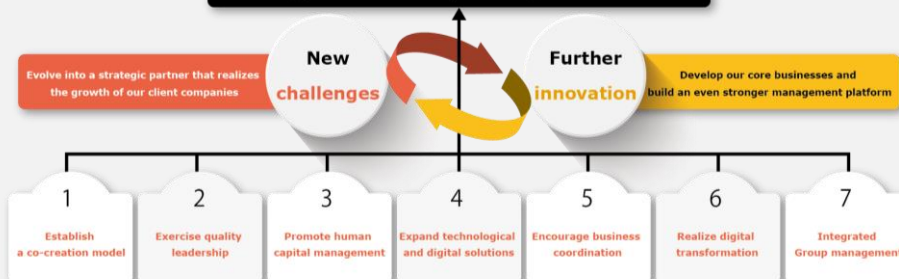 New
challenges
Further
innovation
Evolve into a strategic partner that realizes
the growth of our client companies
Develop our core businesses and
build an even stronger management platform
1
Establish
a co-creation model
2
Exercise quality
leadership
3
Promote human
capital management
4
Expand technological
and digital solutions
5
Encourage business
coordination
6
Realize digital
transformation
7
Integrated
Group management